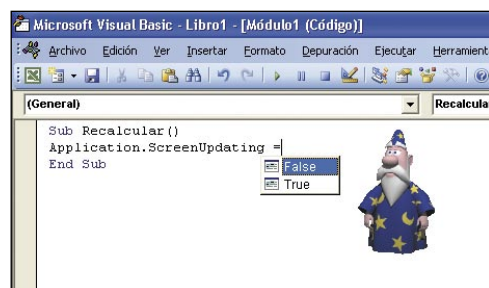 Microsoft Visual Basic - Libro1 - [Módulo1 (Código)]
Archivo Edición Ver Insertar Formato Depuración Ejecutar Herramient
(General) Recalcula
Sub Recalcular()
Application.ScreenUpdating =
End Sub
False
True